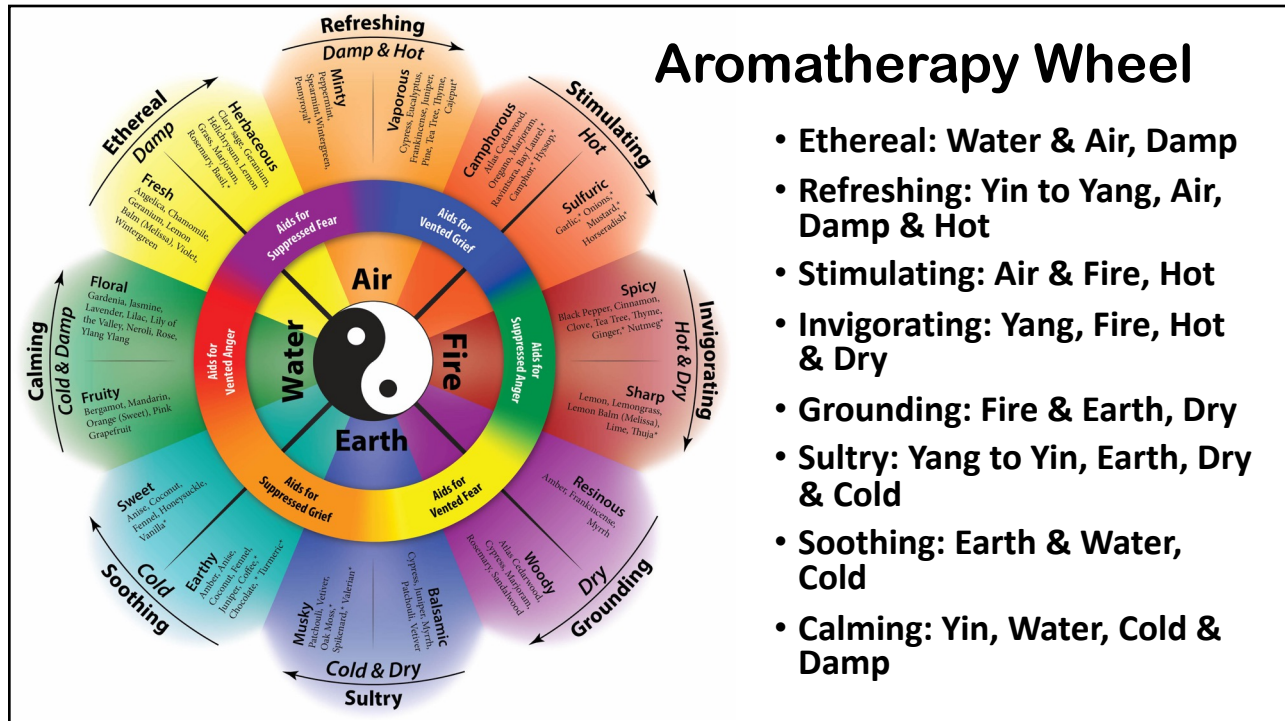 Aromatherapy Wheel
• Ethereal: Water & Air, Damp
• Refreshing: Yin to Yang, Air,
Damp & Hot
• Stimulating: Air & Fire, Hot
• Invigorating: Yang, Fire, Hot
& Dry
• Grounding: Fire & Earth, Dry
• Sultry: Yang to Yin, Earth, Dry
& Cold
• Soothing: Earth & Water,
Cold
• Calming: Yin, Water, Cold &
Damp
Refreshing
Damp & Hot
Minty
Peppermint,
Spearmint, Wintergreen,
Pennyroyal*
Vaporous
Cypress, Eucalyptus,
Frankincense, Juniper,
Pine, Tea Tree, Thyme,
Cajeput*
Stimulating
Hot
Camphorous
Atlas Cedarwood,
Oregano, Marjoram,
Ravintsara, Bay Laurel,*
Camphor,* Hyssop,*
Sulfuric
Garlic,* Onions,
Mustard,*
Horseradish*
Invigorating
Hot & Dry
Spicy
Black Pepper, Cinnamon,
Clove, Tea Tree, Thyme,
Ginger,* Nutmeg*
Sharp
Lemon, Lemongrass,
Lemon Balm (Melissa),
Lime, Thuja*
Grounding
Dry
Resinous
Amber, Frankincense,
Myrrh
Woody
Atlas Cedarwood,
Cypress, Marjoram,
Rosemary, Sandalwood
Sultry
Cold & Dry
Balsamic
Cypress, Juniper, Myrrh,
Patchouli, Vetiver
Musky
Patchouli, Vetiver,
Oak Moss,*
Spikenard,* Valerian*
Soothing
Cold
Earthy
Amber, Anise,
Coconut, Fennel,
Juniper, Coffee,*
Chocolate,* Turmeric*
Sweet
Anise, Coconut,
Fennel, Honeysuckle,
Vanilla*
Calming
Cold & Damp
Fruity
Bergamot, Mandarin,
Orange (Sweet), Pink
Grapefruit
Floral
Gardenia, Jasmine,
Lavender, Lilac, Lily of
the Valley, Neroli, Rose,
Ylang Ylang
Ethereal
Damp
Fresh
Angelica, Chamomile,
Geranium, Lemon
Balm (Melissa), Violet,
Wintergreen
Herbaceous
Clary sage, Geranium,
Helichrysum, Lemon
Grass, Marjoram,
Rosemary, Basil,*
Aids for
Suppressed Fear
Aids for
Vented Grief
Aids for
Suppressed Anger
Aids for
Vented Fear
Aids for
Suppressed Grief
Aids for
Vented Anger
Air
Fire
Earth
Water